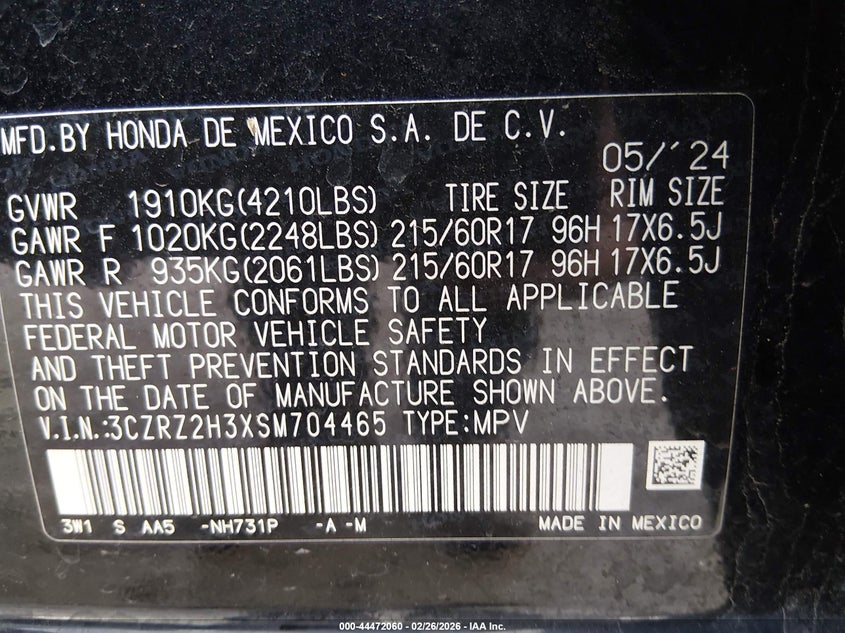 MFD.BY HONDA DE MEXICO S.A. DE C.V.
05/'24
GVWR 1910KG(4210LBS) TIRE SIZE RIM SIZE
GAWR F 1020KG(2248LBS) 215/60R17 96H 17X6.5J
GAWR R 935KG(2061LBS) 215/60R17 96H 17X6.5J
THIS VEHICLE CONFORMS TO ALL APPLICABLE
FEDERAL MOTOR VEHICLE SAFETY
AND THEFT PREVENTION STANDARDS IN EFFECT
ON THE DATE OF MANUFACTURE SHOWN ABOVE.
V.I.N.:3CZRZ2H3XSM704465 TYPE:MPV
3W1 S AA5 -NH731P -A -M MADE IN MEXICO
000-44472060 - 02/26/2026 - IAA Inc.